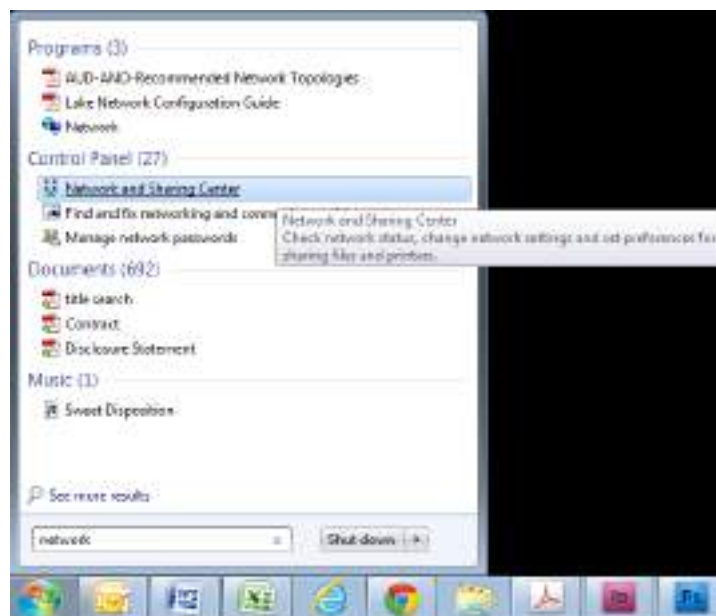 Programs (3)
AUD-AND-Recommended Network Topologies
Lake Network Configuration Guide
Network
Control Panel (27)
Network and Sharing Center
Find and fix networking and
Manage network passwords
Network and Sharing Center
Check network status, change network settings and set preferences for
sharing files and printers.
Documents (692)
title search
Contract
Disclosure Statement
Music (1)
Sweet Disposition
See more results
network
Shut down
Ps